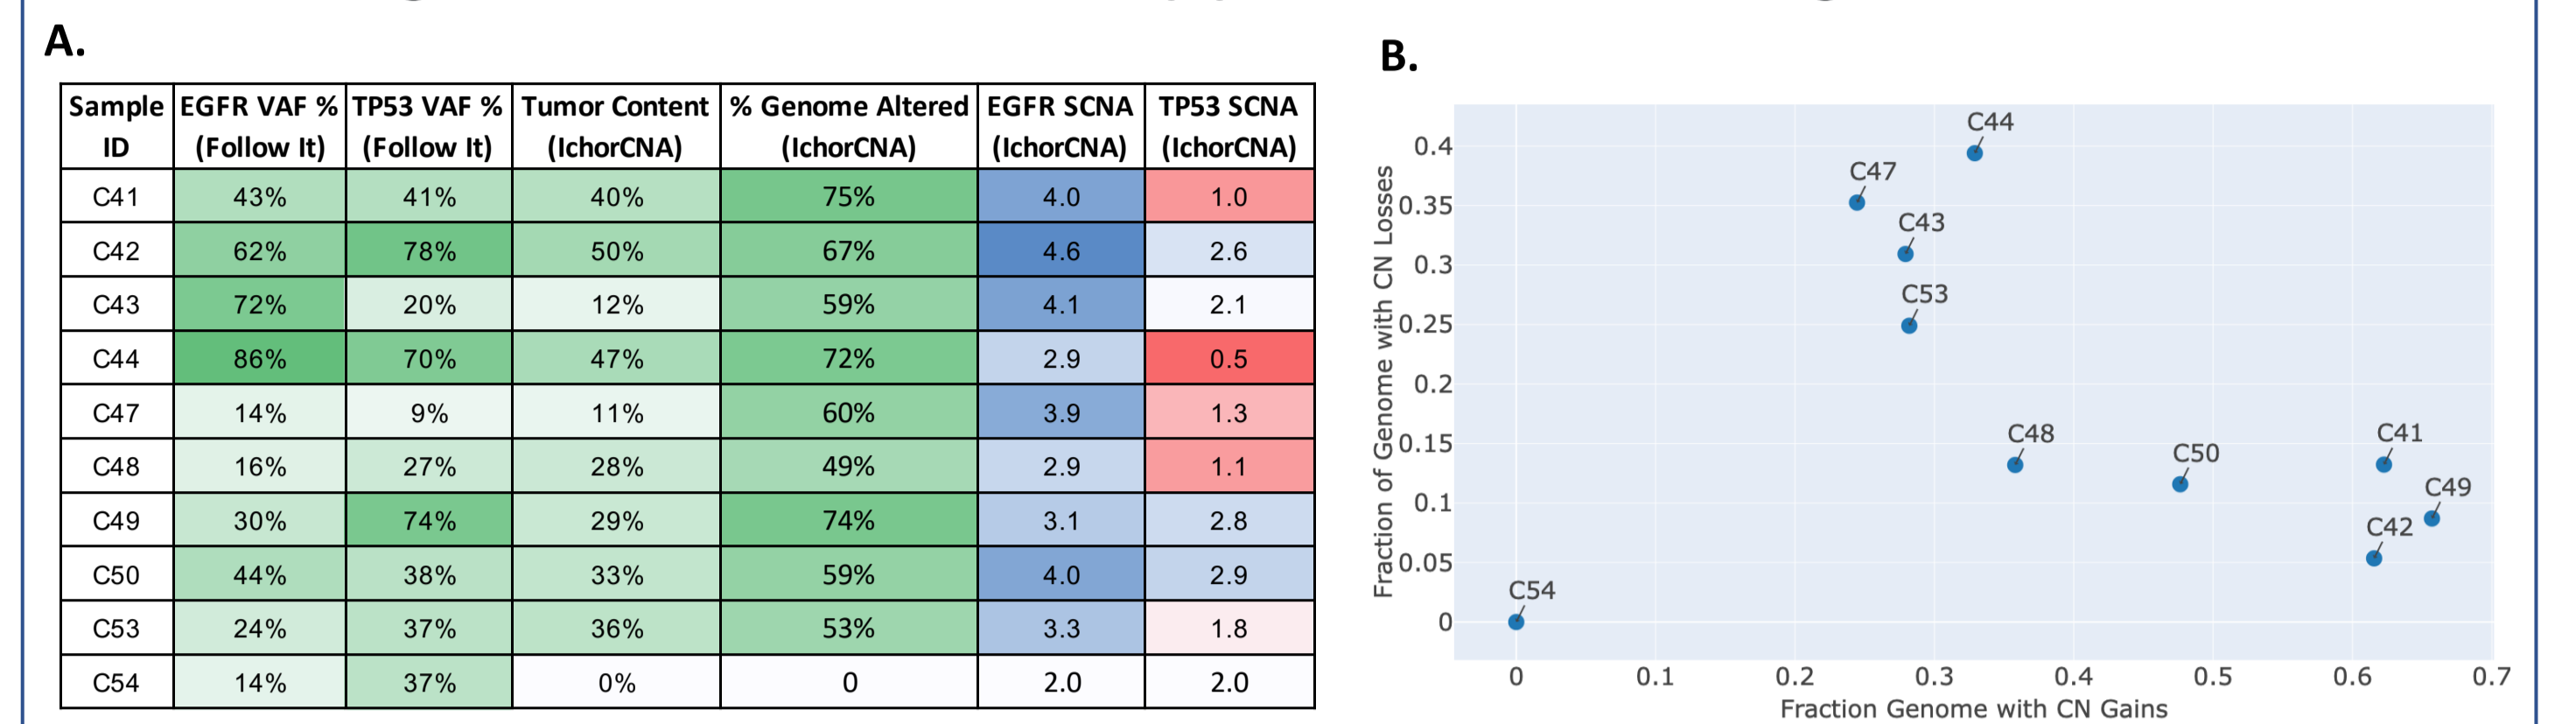 A.
Sample ID EGFR VAF % (Follow It) TP53 VAF % (Follow It) Tumor Content (IchorCNA) % Genome Altered (IchorCNA) EGFR SCNA (IchorCNA) TP53 SCNA (IchorCNA)
C41 43% 41% 40% 75% 4.0 1.0
C42 62% 78% 50% 67% 4.6 2.6
C43 72% 20% 12% 59% 4.1 2.1
C44 86% 70% 47% 72% 2.9 0.5
C47 14% 9% 11% 60% 3.9 1.3
C48 16% 27% 28% 49% 2.9 1.1
C49 30% 74% 29% 74% 3.1 2.8
C50 44% 38% 33% 59% 4.0 2.9
C53 24% 37% 36% 53% 3.3 1.8
C54 14% 37% 0% 0 2.0 2.0
B.
Fraction of Genome with CN Losses
0.4
0.35
0.3
0.25
0.2
0.15
0.1
0.05
0
C44
C47
C43
C53
C48
C41
C50
C49
C42
C54
0 0.1 0.2 0.3 0.4 0.5 0.6 0.7
Fraction Genome with CN Gains